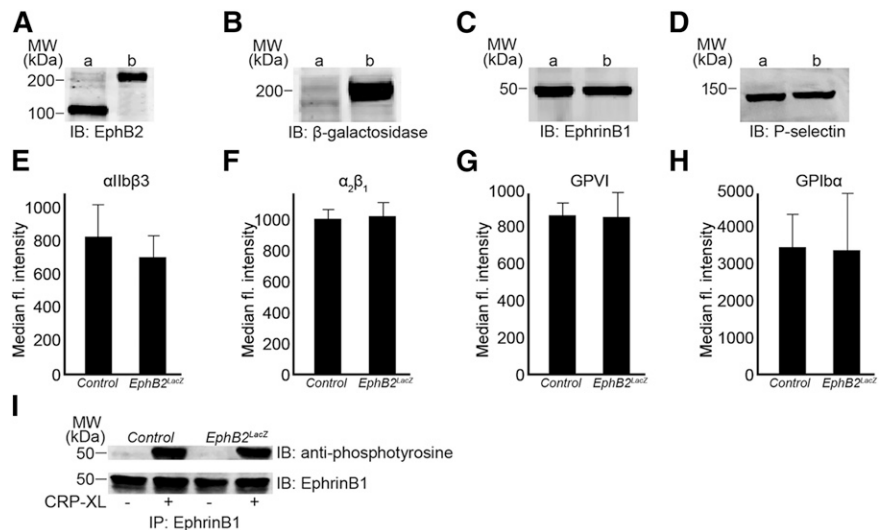 A
B
C
D
MW
(kDa)
a b
200
100
IB: EphB2
MW
(kDa)
a b
200
IB: β-galactosidase
MW
(kDa)
a b
50
IB: EphrinB1
MW
(kDa)
a b
150
IB: P-selectin
E
αIIbβ3
Median fl. intensity
1000
800
600
400
200
0
Control EphB2LacZ
F
α2β1
Median fl. intensity
1000
800
600
400
200
0
Control EphB2LacZ
G
GPVI
Median fl. intensity
1000
800
600
400
200
0
Control EphB2LacZ
H
GPIbα
Median fl. intensity
5000
4000
3000
2000
1000
0
Control EphB2LacZ
I
MW
(kDa)
Control EphB2LacZ
50 IB: anti-phosphotyrosine
50 IB: EphrinB1
CRP-XL - + - +
IP: EphrinB1